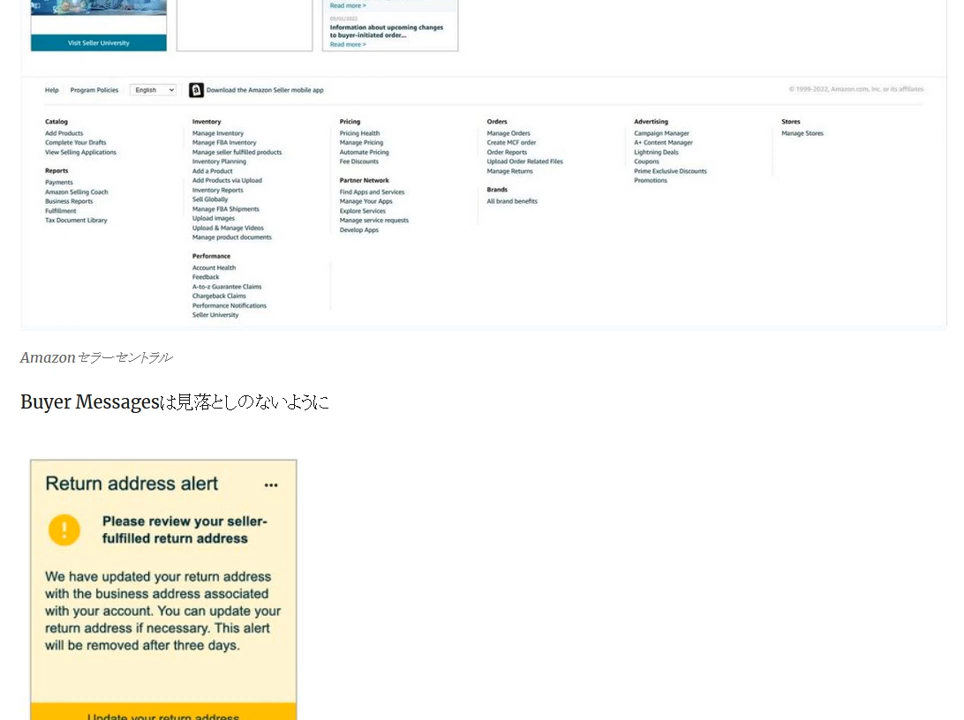 Read more >
03/01/2022
Information about upcoming changes
to buyer-initiated order...
Read more >
Visit Seller University
Help
Program Policies
English
Download the Amazon Seller mobile app
© 1999-2022, Amazon.com, Inc. or its affiliates
Catalog
Add Products
Complete Your Drafts
View Selling Applications
Reports
Payments
Amazon Selling Coach
Business Reports
Fulfillment
Tax Document Library
Inventory
Manage Inventory
Manage FBA Inventory
Manage seller fulfilled products
Inventory Planning
Add a Product
Add Products via Upload
Inventory Reports
Sell Globally
Manage FBA Shipments
Upload images
Upload & Manage Videos
Manage product documents
Performance
Account Health
Feedback
A-to-z Guarantee Claims
Chargeback Claims
Performance Notifications
Seller University
Pricing
Pricing Health
Manage Pricing
Automate Pricing
Fee Discounts
Partner Network
Find Apps and Services
Manage Your Apps
Explore Services
Manage service requests
Develop Apps
Orders
Manage Orders
Create MCF order
Order Reports
Upload Order Related Files
Manage Returns
Brands
All brand benefits
Advertising
Campaign Manager
A+ Content Manager
Lightning Deals
Coupons
Prime Exclusive Discounts
Promotions
Stores
Manage Stores
Amazonセラーセントラル
Buyer Messagesは見落としのないように
Return address alert
Please review your seller-
fulfilled return address
We have updated your return address
with the business address associated
with your account. You can update your
return address if necessary. This alert
will be removed after three days.
Update your return address